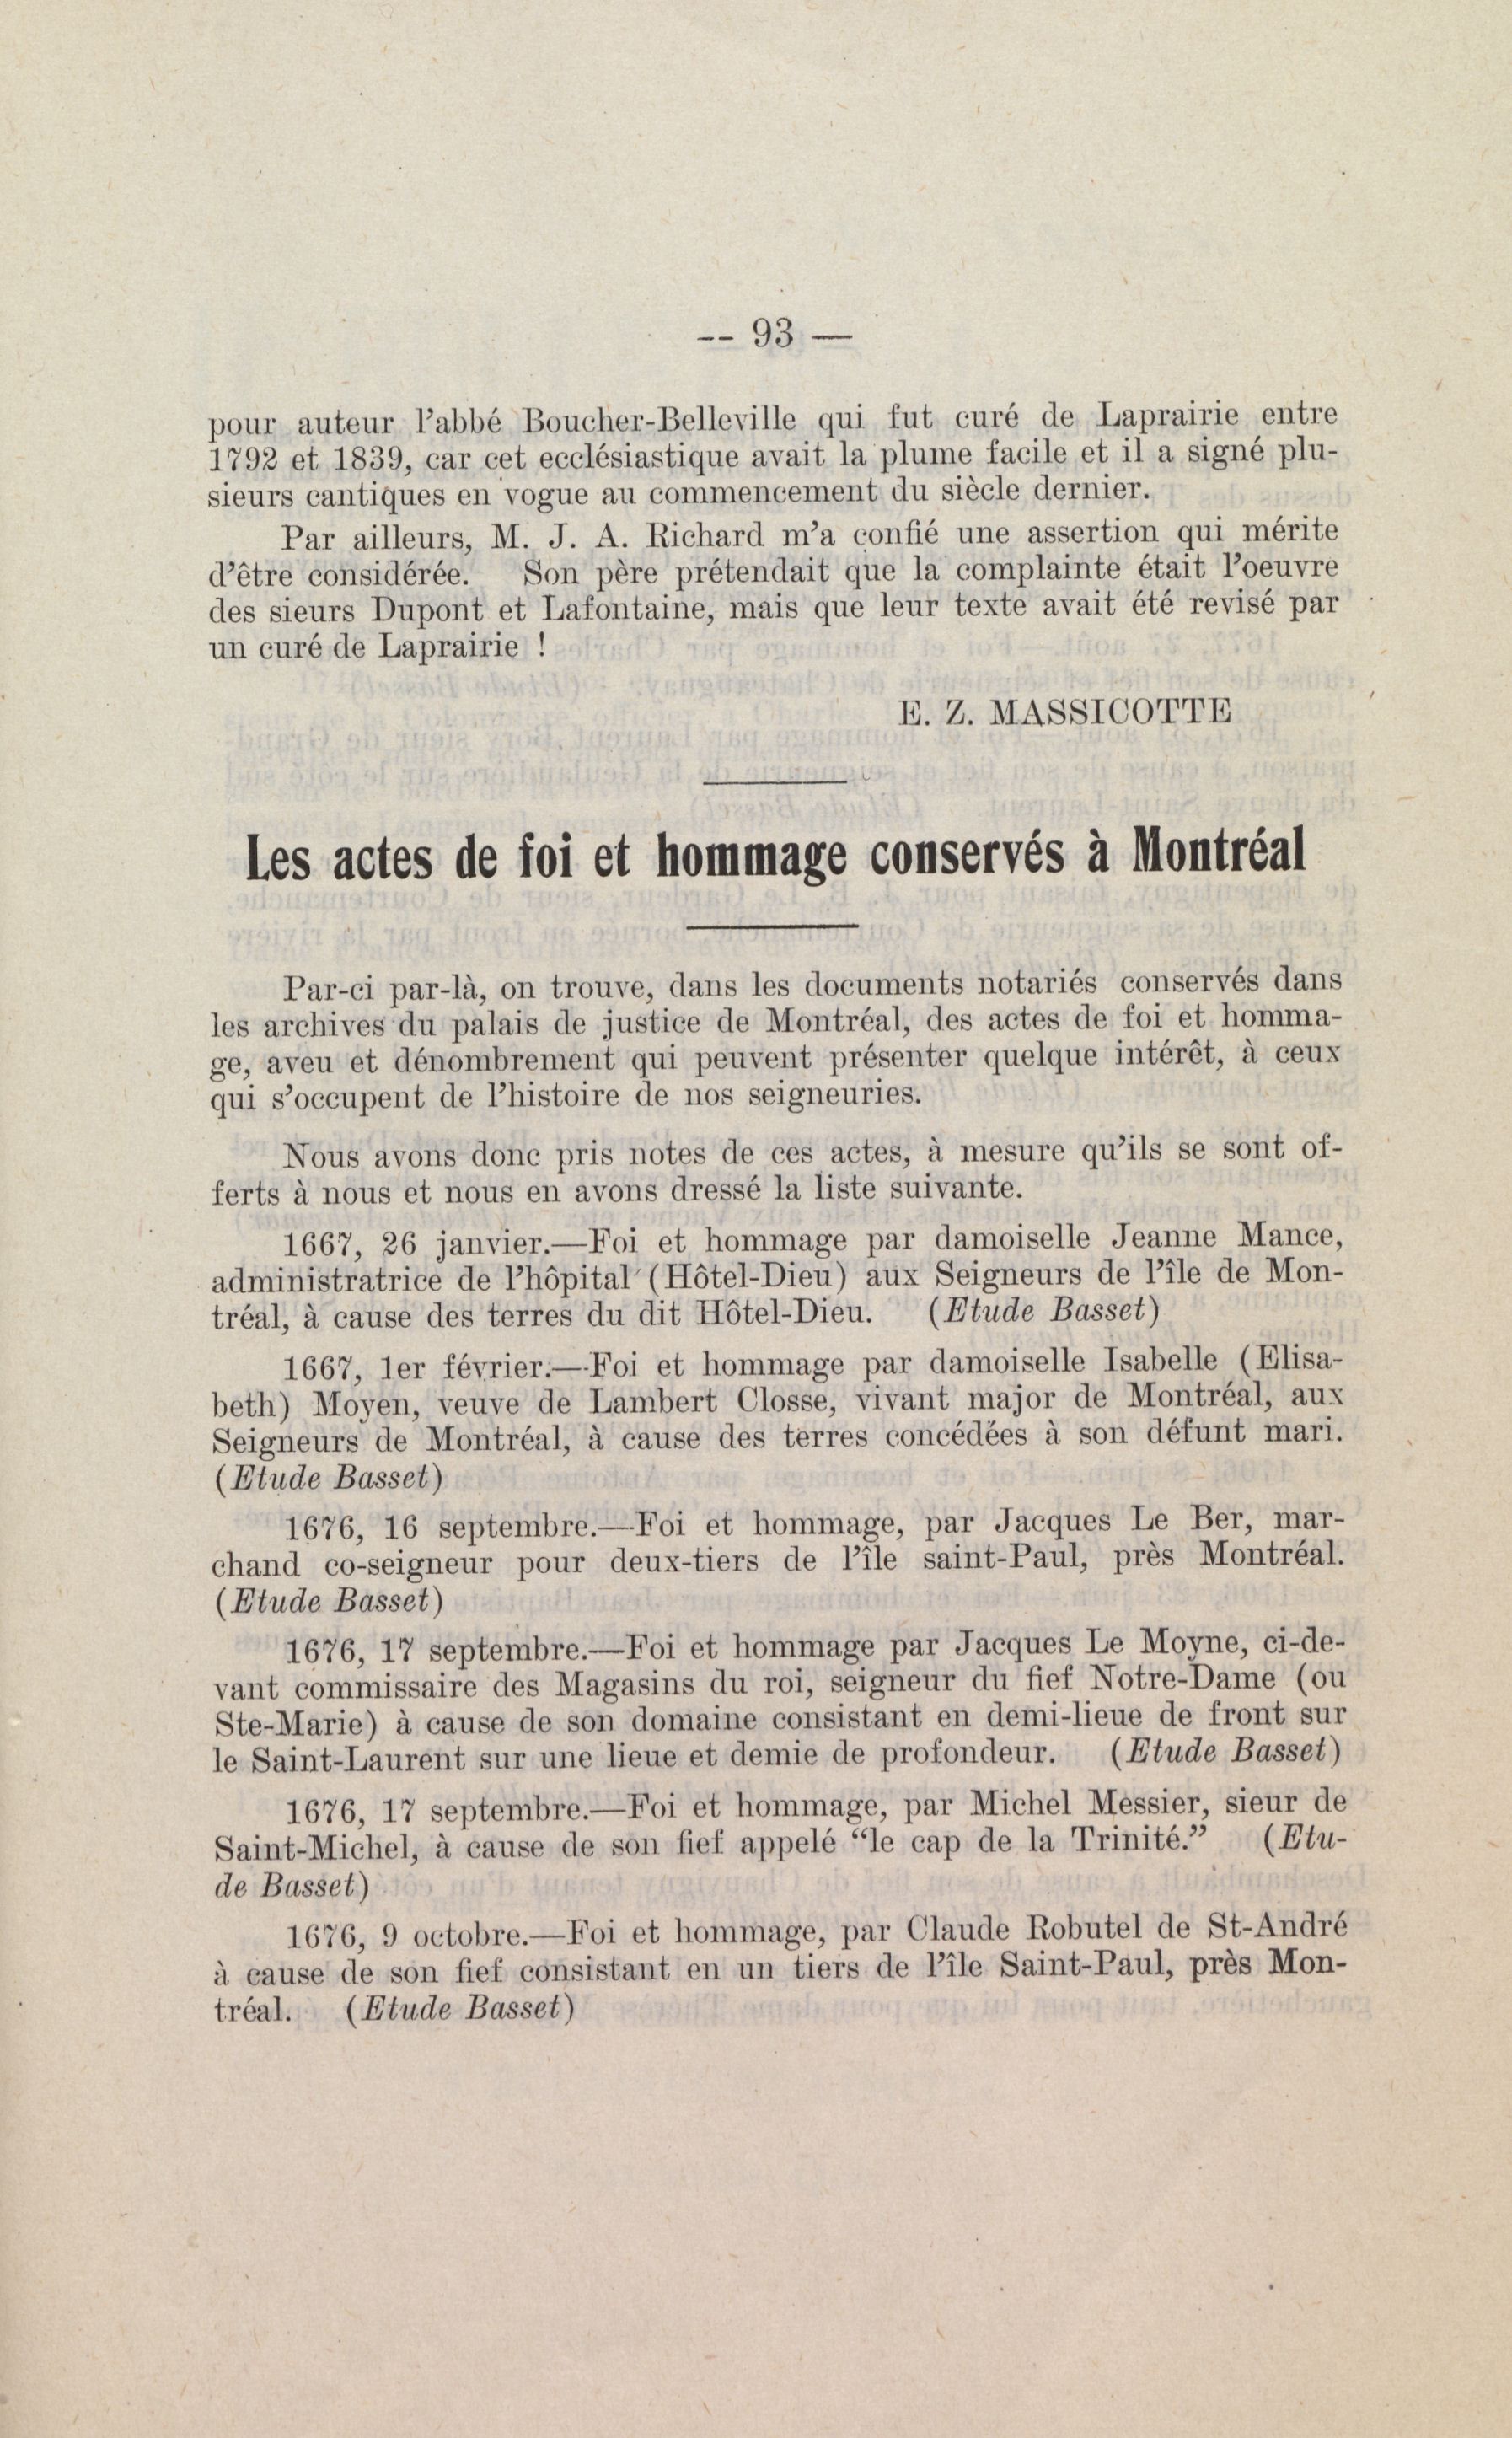 -- 93 —
pour auteur l'abbé Boucher-Belleville qui fut curé de Laprairie entre
1792 et 1839, car cet ecclésiastique avait la plume facile et il a signé plu-
sieurs cantiques en vogue au commencement du siècle dernier.
Par ailleurs, M. J. A. Richard m'a confié une assertion qui mérite
d'être considérée. Son père prétendait que la complainte était l'oeuvre
des sieurs Dupont et Lafontaine, mais que leur texte avait été revisé par
un curé de Laprairie !
E. Z. MASSICOTTE
Les actes de foi et hommage conservés à Montréal
Par-ci par-là, on trouve, dans les documents notariés conservés dans
les archives du palais de justice de Montréal, des actes de foi et homma-
ge, aveu et dénombrement qui peuvent présenter quelque intérêt, à ceux
qui s'occupent de l'histoire de nos seigneuries.
Nous avons donc pris notes de ces actes, à mesure qu'ils se sont of-
ferts à nous et nous en avons dressé la liste suivante.
1667, 26 janvier.—Foi et hommage par damoiselle Jeanne Mance,
administratrice de l'hôpital (Hôtel-Dieu) aux Seigneurs de l'île de Mon-
tréal, à cause des terres du dit Hôtel-Dieu. (Etude Basset)
1667, 1er février.—Foi et hommage par damoiselle Isabelle (Elisa-
beth) Moyen, veuve de Lambert Closse, vivant major de Montréal, aux
Seigneurs de Montréal, à cause des terres concédées à son défunt mari.
(Etude Basset)
1676, 16 septembre.—Foi et hommage, par Jacques Le Ber, mar-
chand co-seigneur pour deux-tiers de l'île saint-Paul, près Montréal.
(Etude Basset)
1676, 17 septembre.—Foi et hommage par Jacques Le Moyne, ci-de-
vant commissaire des Magasins du roi, seigneur du fief Notre-Dame (ou
Ste-Marie) à cause de son domaine consistant en demi-lieue de front sur
le Saint-Laurent sur une lieue et demie de profondeur. (Etude Basset)
1676, 17 septembre.—Foi et hommage, par Michel Messier, sieur de
Saint-Michel, à cause de son fief appelé "le cap de la Trinité." (Etu-
de Basset)
1676, 9 octobre.—Foi et hommage, par Claude Robutel de St-André
à cause de son fief consistant en un tiers de l'île Saint-Paul, près Mon-
tréal. (Etude Basset)